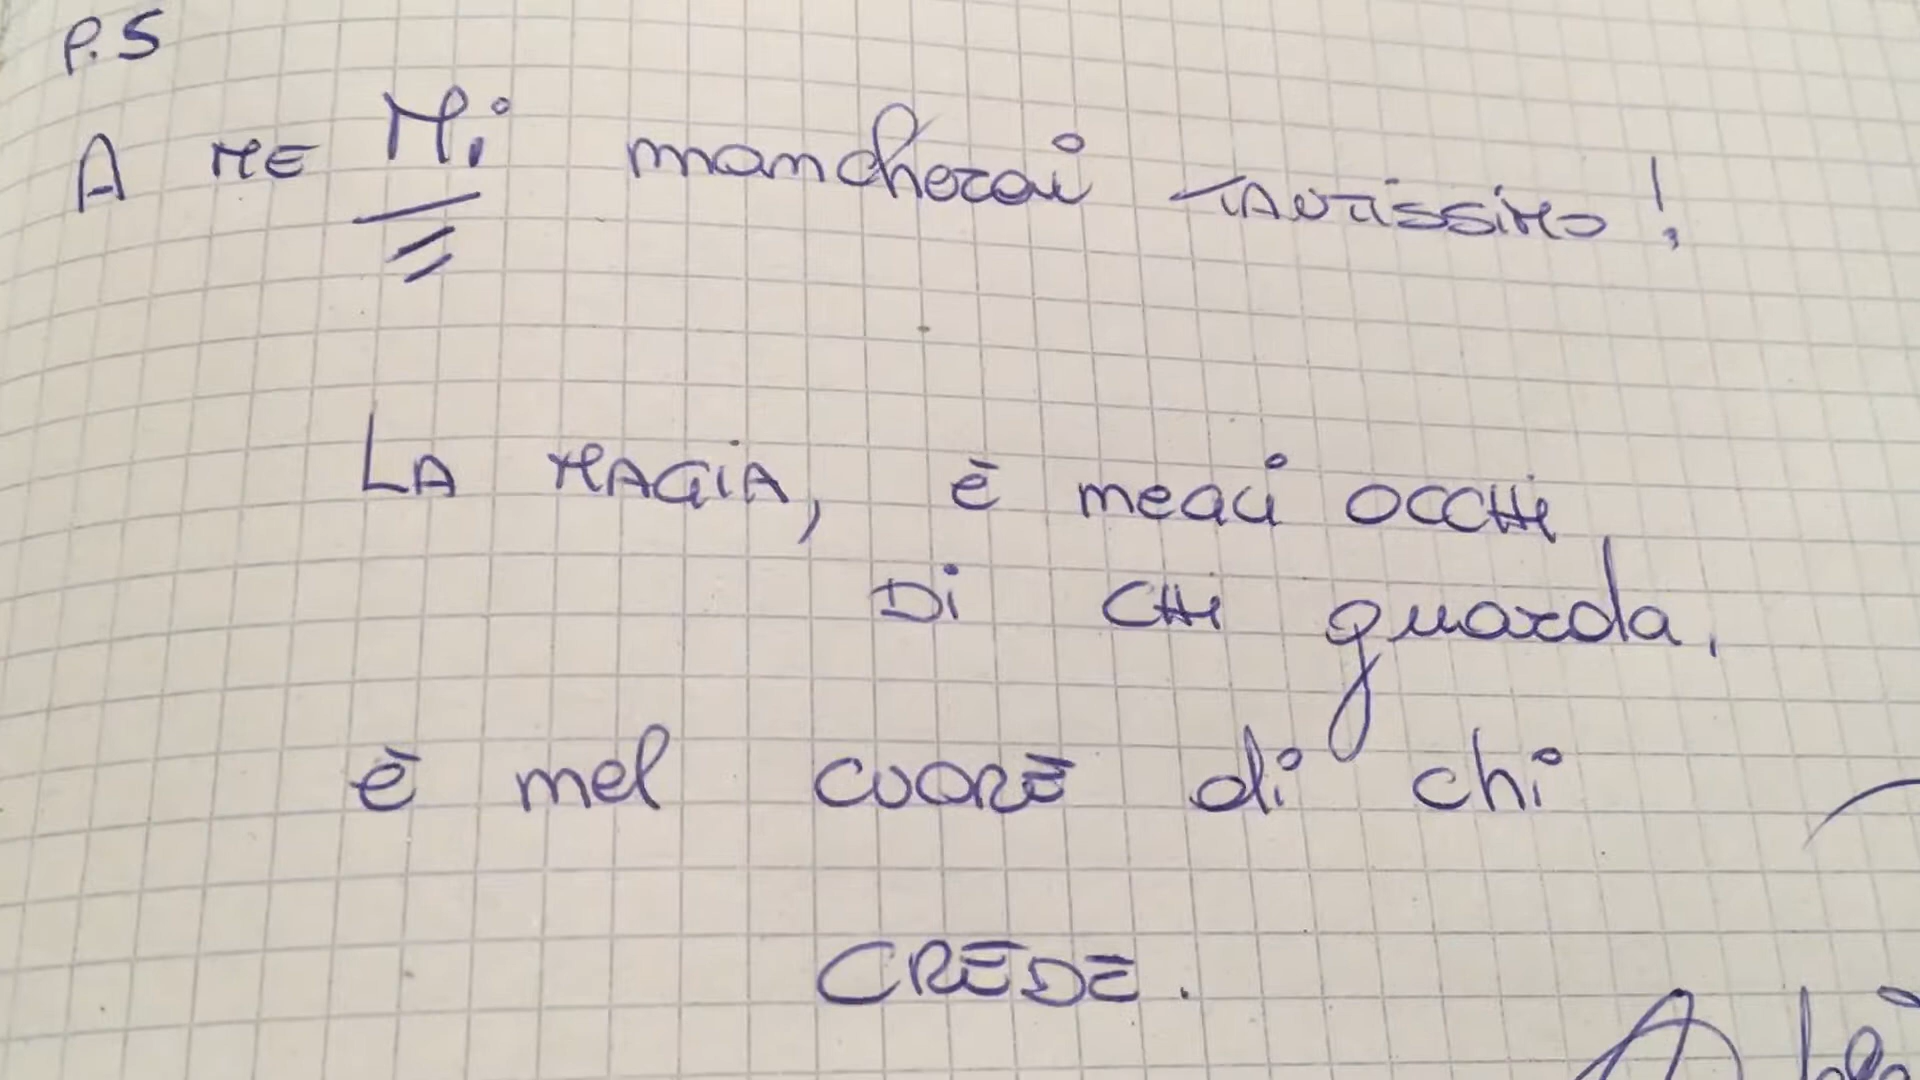 P.S
A ME Mi mancherai TANTISSIMO!
LA MAGIA, è negli OCCHI
Di CHI guarda,
è nel CUORE di chi
CREDE.